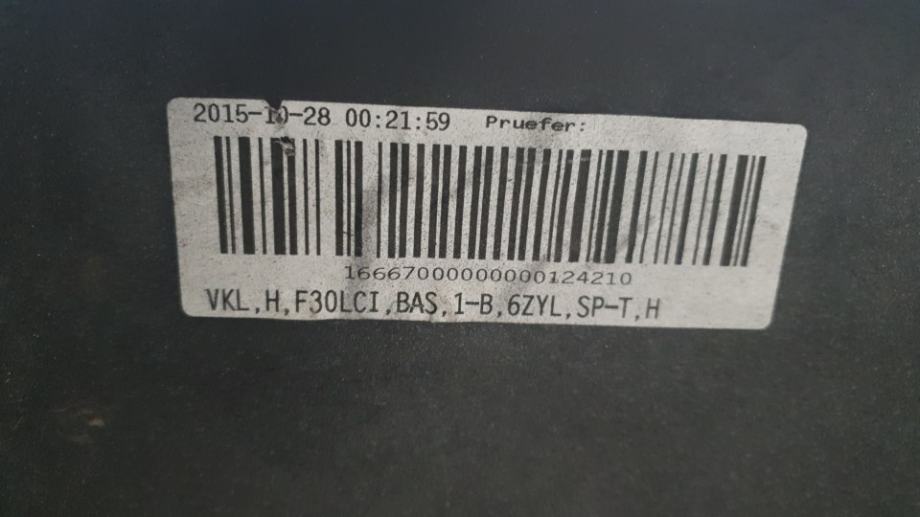 2015-10-28 00:21:59 Pruefer:
16667000000000124210
VKL,H,F30LCI,BAS,1-B,6ZYL,SP-T,H